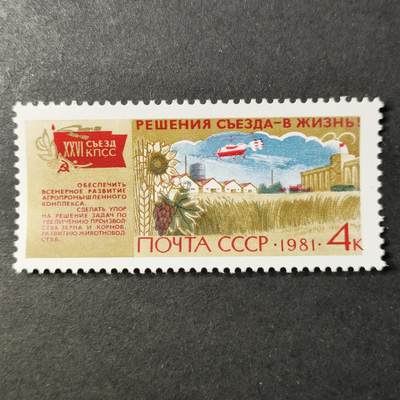 РЕШЕНИЯ СЪЕЗДА-В ЖИЗНЬ!
XXVI СЪЕЗД
КПСС
ОБЕСПЕЧИТЬ
ВСЕМЕРНОЕ РАЗВИТИЕ
АГРОПРОМЫШЛЕННОГО
КОМПЛЕКСА.
СДЕЛАТЬ УПОР
НА РЕШЕНИЕ ЗАДАЧ ПО
УВЕЛИЧЕНИЮ ПРОИЗВОД-
СТВА ЗЕРНА И КОРМОВ,
РАЗВИТИЮ ЖИВОТНОВОД-
СТВА.
ПОЧТА СССР·1981· 4К